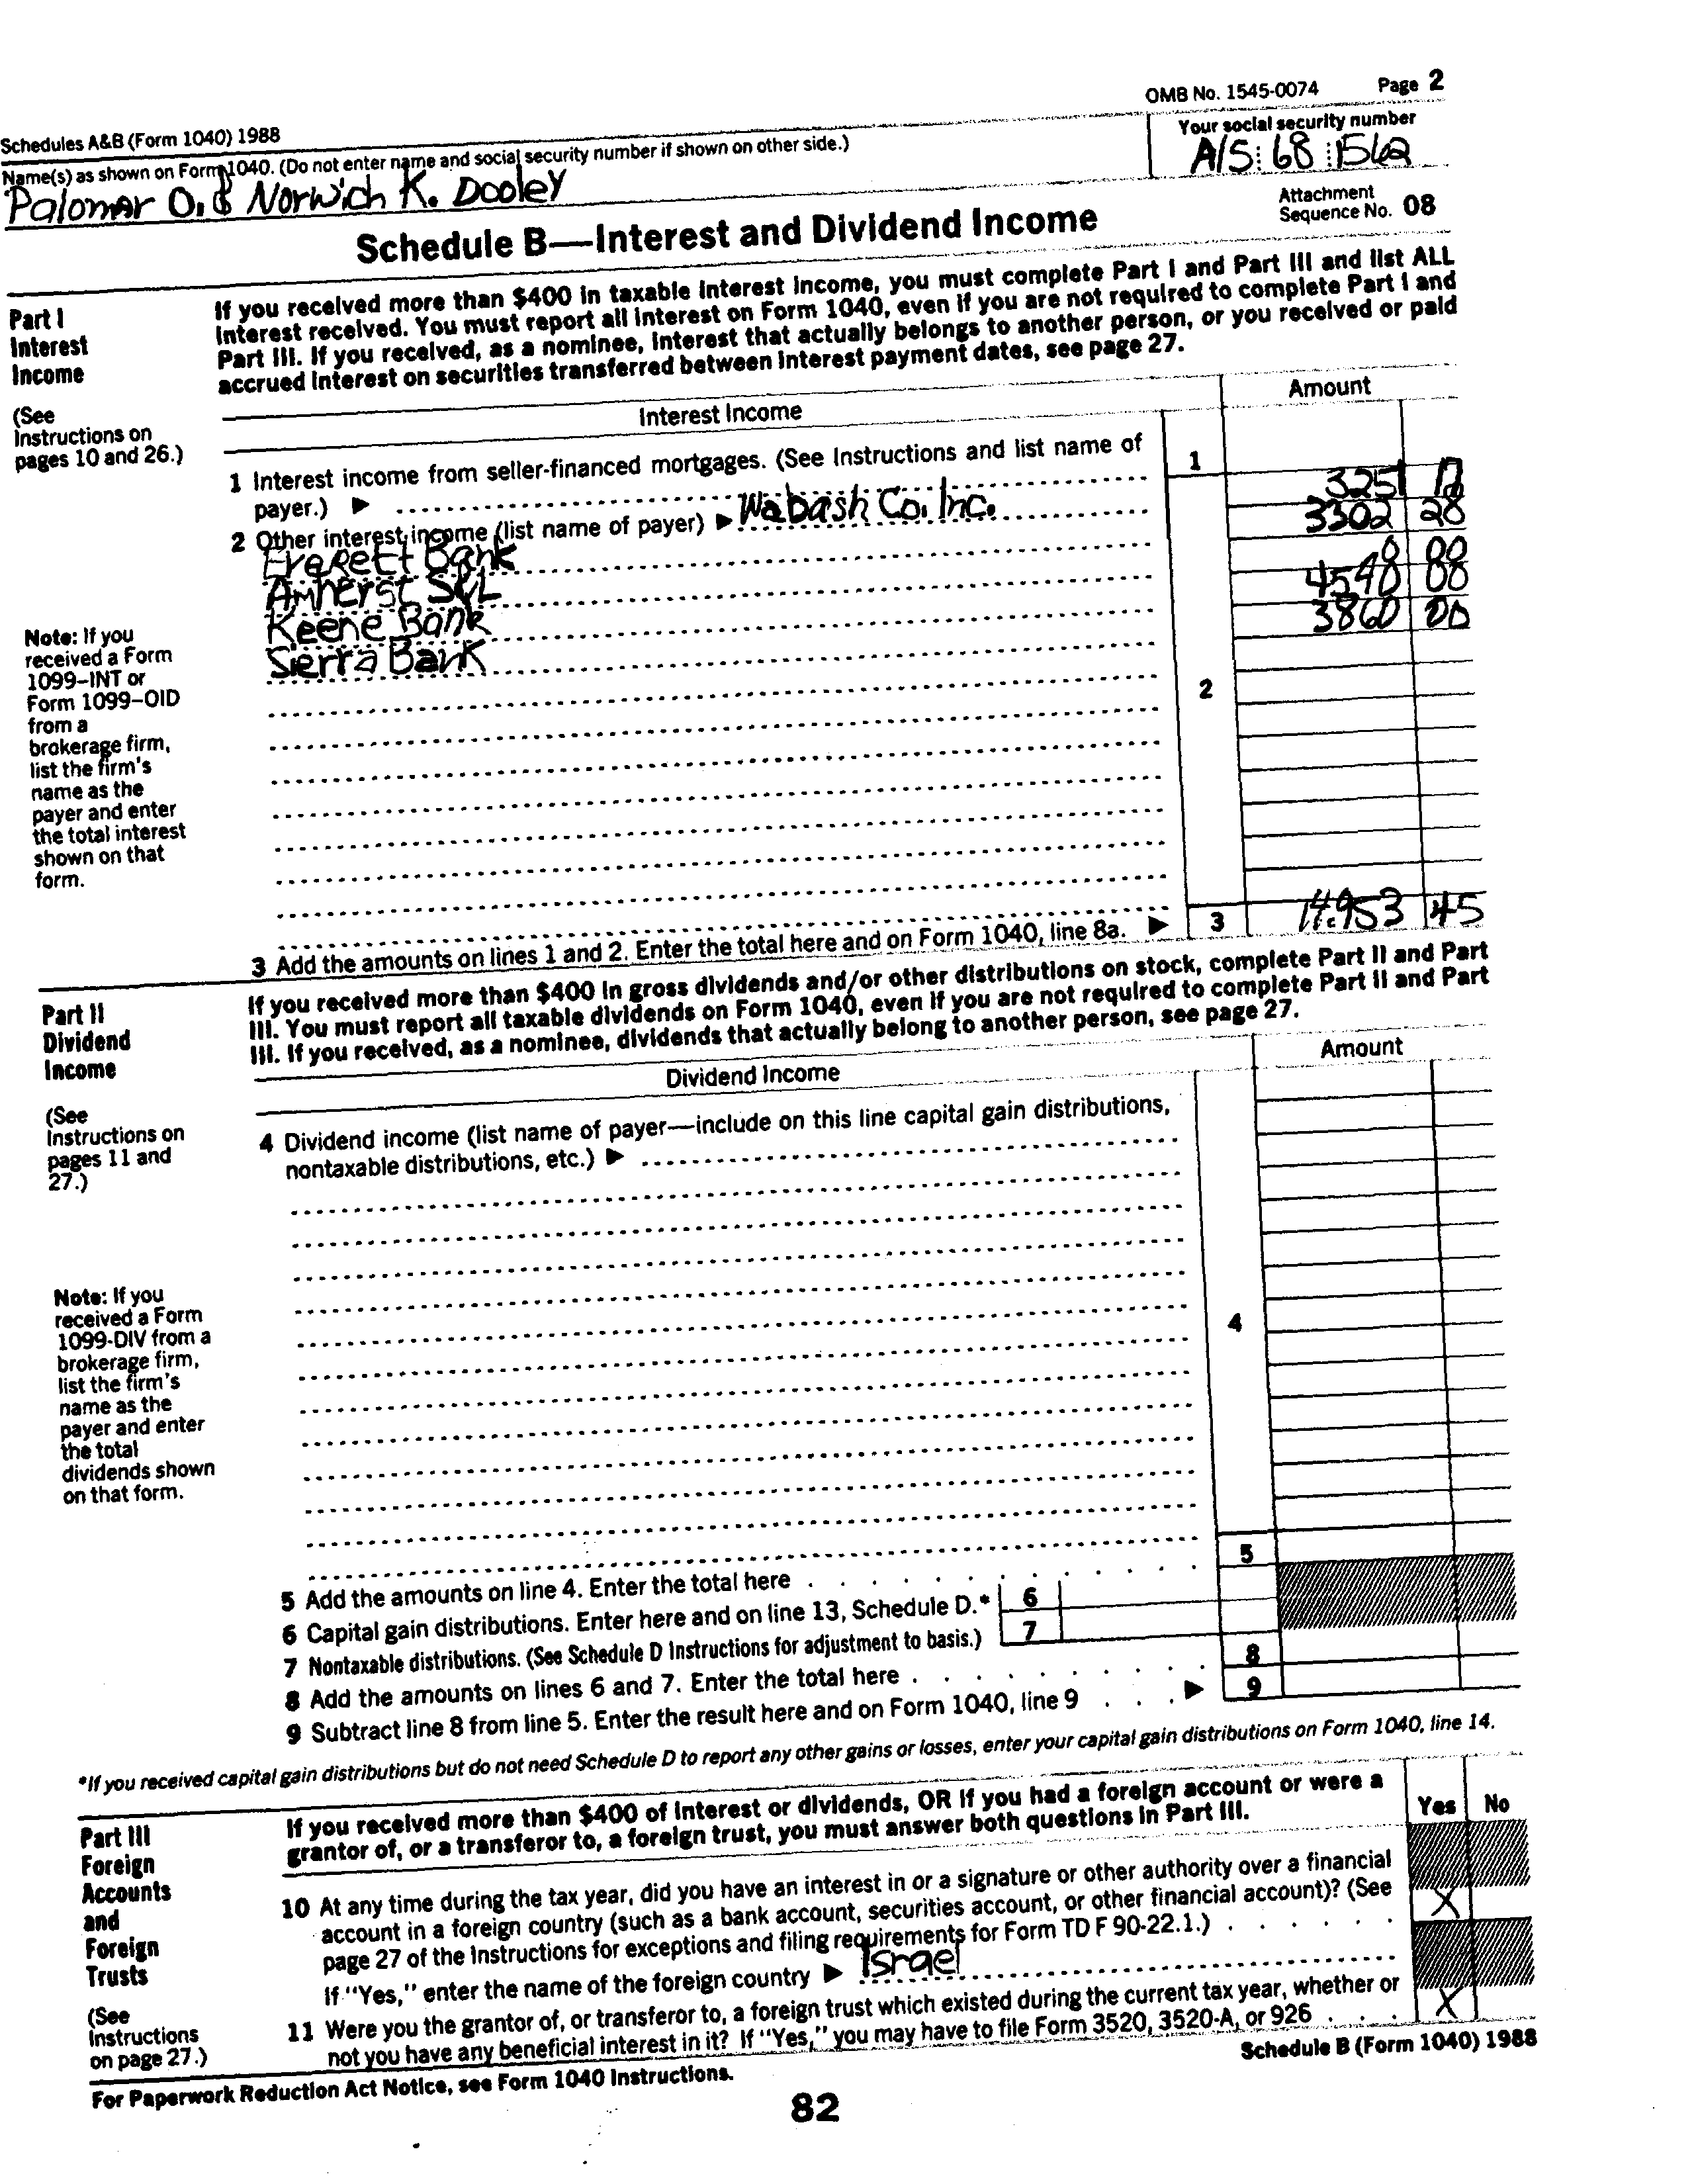 OMB No. 1545-0074 Page 2
Schedules A&B (Form 1040) 1988
Name(s) as shown on Form 1040. (Do not enter name and social security number if shown on other side.)
Your social security number
Palomar O. & Norwich K. Dooley
A15 68 1562
Attachment
Sequence No. 08
Schedule B—Interest and Dividend Income
Part I
Interest
Income
(See
Instructions on
pages 10 and 26.)
If you received more than $400 in taxable interest income, you must complete Part I and Part III and list ALL
interest received. You must report all interest on Form 1040, even if you are not required to complete Part I and
Part III. If you received, as a nominee, interest that actually belongs to another person, or you received or paid
accrued interest on securities transferred between interest payment dates, see page 27.
Interest Income
Amount
1 Interest income from seller-financed mortgages. (See Instructions and list name of
payer.) ▶
1
2 Other interest income (list name of payer) ▶ Wabash Co. Inc.
3251
Everett Bank
3302 28
Amherst S&L
Keene Bank
4548 88
Sierra Bank
3860 00
2
Note: If you
received a Form
1099–INT or
Form 1099–OID
from a
brokerage firm,
list the firm's
name as the
payer and enter
the total interest
shown on that
form.
3 Add the amounts on lines 1 and 2. Enter the total here and on Form 1040, line 8a. ▶
3
953 45
Part II
Dividend
Income
(See
Instructions on
pages 11 and
27.)
If you received more than $400 in gross dividends and/or other distributions on stock, complete Part II and Part
III. You must report all taxable dividends on Form 1040, even if you are not required to complete Part II and Part
III. If you received, as a nominee, dividends that actually belong to another person, see page 27.
Dividend Income
Amount
4 Dividend income (list name of payer—include on this line capital gain distributions,
nontaxable distributions, etc.) ▶
4
Note: If you
received a Form
1099-DIV from a
brokerage firm,
list the firm's
name as the
payer and enter
the total
dividends shown
on that form.
5 Add the amounts on line 4. Enter the total here
5
6 Capital gain distributions. Enter here and on line 13, Schedule D.* 6
7 Nontaxable distributions. (See Schedule D Instructions for adjustment to basis.) 7
8 Add the amounts on lines 6 and 7. Enter the total here
8
9 Subtract line 8 from line 5. Enter the result here and on Form 1040, line 9 ▶
9
*If you received capital gain distributions but do not need Schedule D to report any other gains or losses, enter your capital gain distributions on Form 1040, line 14.
Part III
Foreign
Accounts
and
Foreign
Trusts
(See
Instructions
on page 27.)
If you received more than $400 of interest or dividends, OR if you had a foreign account or were a
grantor of, or a transferor to, a foreign trust, you must answer both questions in Part III.
Yes No
10 At any time during the tax year, did you have an interest in or a signature or other authority over a financial
account in a foreign country (such as a bank account, securities account, or other financial account)? (See
page 27 of the Instructions for exceptions and filing requirements for Form TD F 90-22.1.)
X
If "Yes," enter the name of the foreign country ▶ Israel
11 Were you the grantor of, or transferor to, a foreign trust which existed during the current tax year, whether or
not you have any beneficial interest in it? If "Yes," you may have to file Form 3520, 3520-A, or 926
X
For Paperwork Reduction Act Notice, see Form 1040 Instructions.
Schedule B (Form 1040) 1988
82